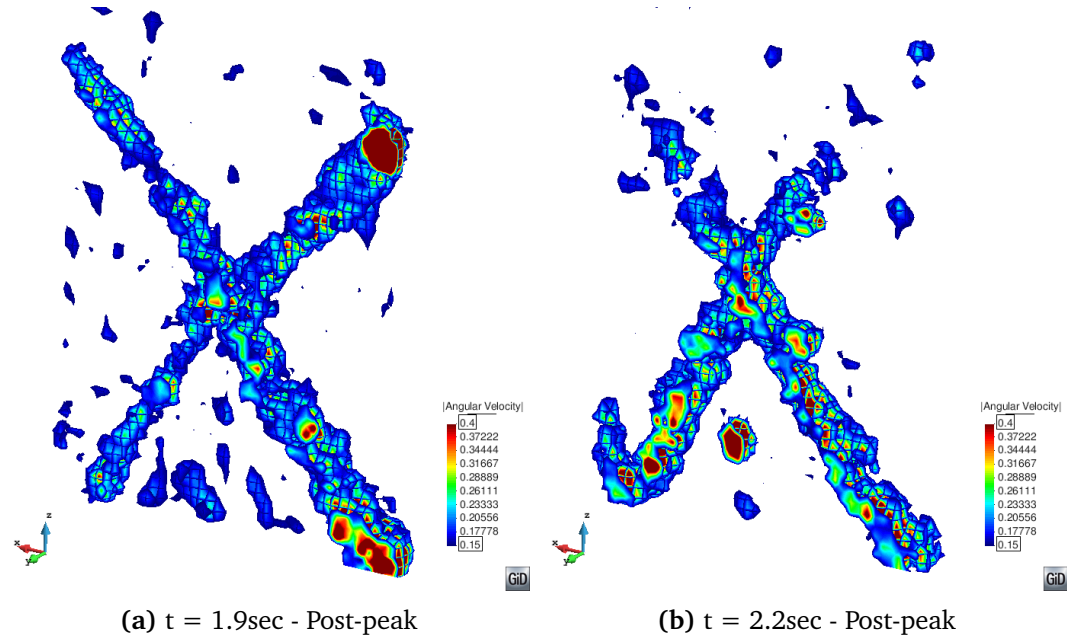 |Angular Velocity|
0.4
0.37222
0.34444
0.31667
0.28889
0.26111
0.23333
0.20556
0.17778
0.15
z
x
y
GiD
(a) t = 1.9sec - Post-peak
|Angular Velocity|
0.4
0.37222
0.34444
0.31667
0.28889
0.26111
0.23333
0.20556
0.17778
0.15
z
x
y
GiD
(b) t = 2.2sec - Post-peak